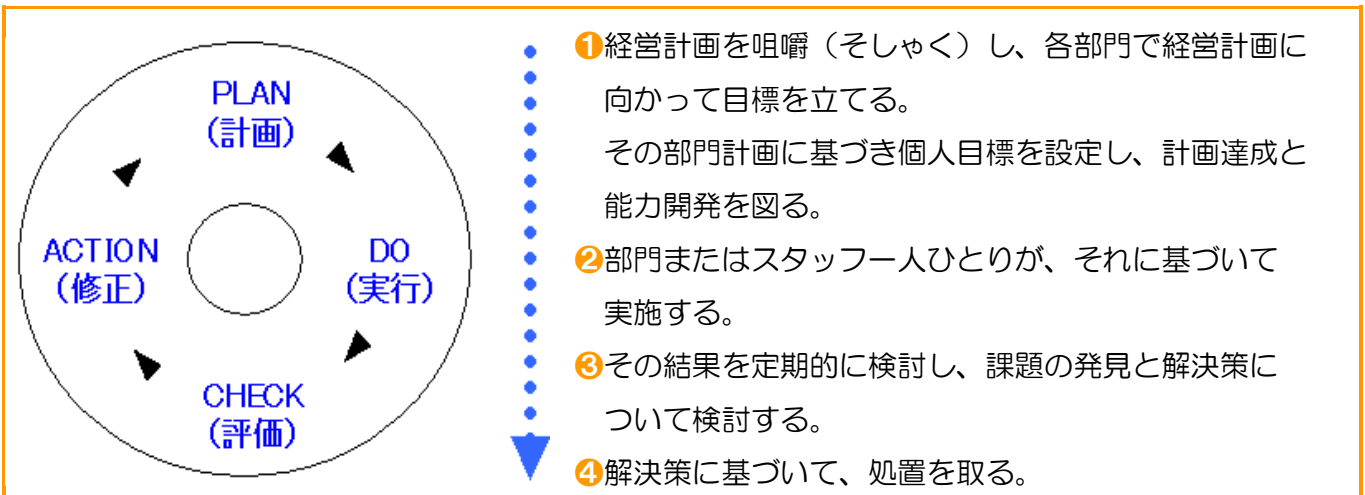 PLAN
(計画)
ACTION
(修正)
DO
(実行)
CHECK
(評価)
❶経営計画を咀嚼（そしゃく）し、各部門で経営計画に
向かって目標を立てる。
その部門計画に基づき個人目標を設定し、計画達成と
能力開発を図る。
❷部門またはスタッフ一人ひとりが、それに基づいて
実施する。
❸その結果を定期的に検討し、課題の発見と解決策に
ついて検討する。
❹解決策に基づいて、処置を取る。